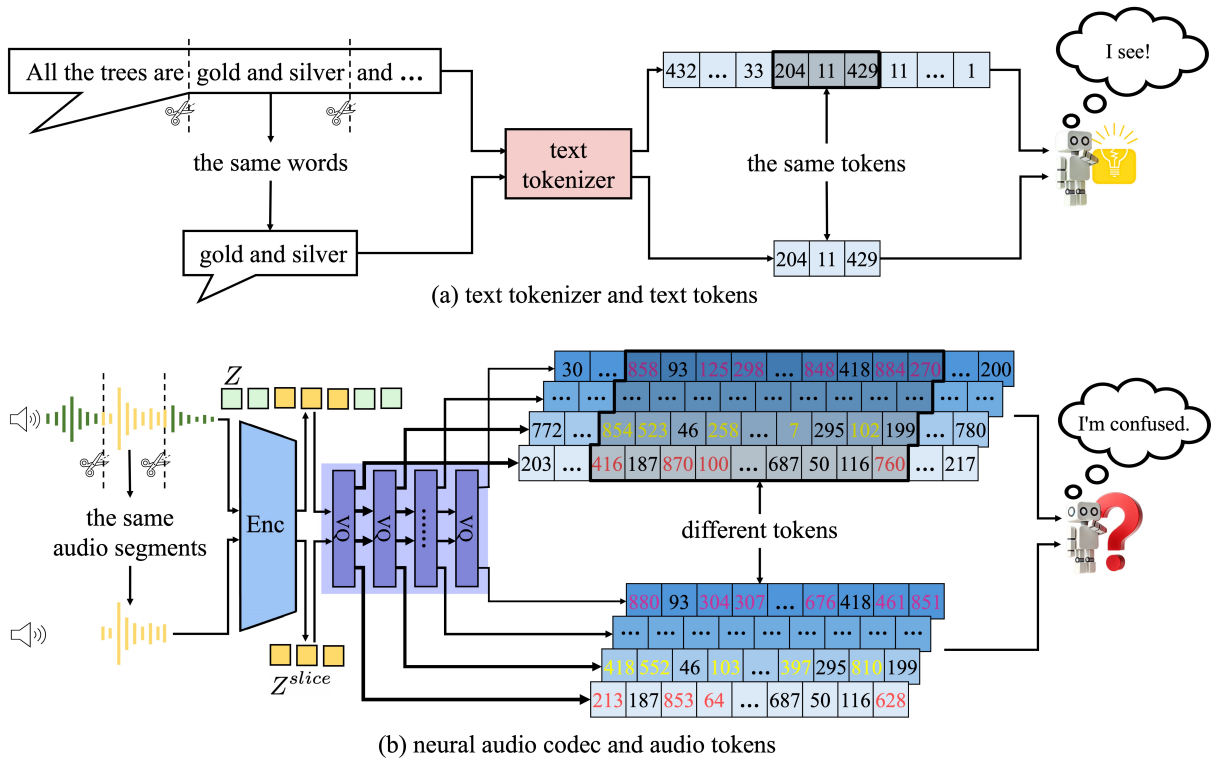 All the trees are gold and silver and ...
the same words
gold and silver
text
tokenizer
432 ... 33 204 11 429 11 ... 1
the same tokens
204 11 429
I see!
(a) text tokenizer and text tokens
Z
the same
audio segments
Enc
Z^slice
VQ VQ ...... VQ
30 ... 858 93 125 298 ... 848 418 884 270 ... 200
... ... ... ... ... ... ... ... ... ... ... ...
772 ... 854 523 46 258 ... 7 295 102 199 ... 780
203 ... 416 187 870 100 ... 687 50 116 760 ... 217
different tokens
880 93 304 307 ... 676 418 461 851
... ... ... ... ... ... ... ... ...
418 552 46 103 ... 397 295 810 199
213 187 853 64 ... 687 50 116 628
I'm confused.
(b) neural audio codec and audio tokens